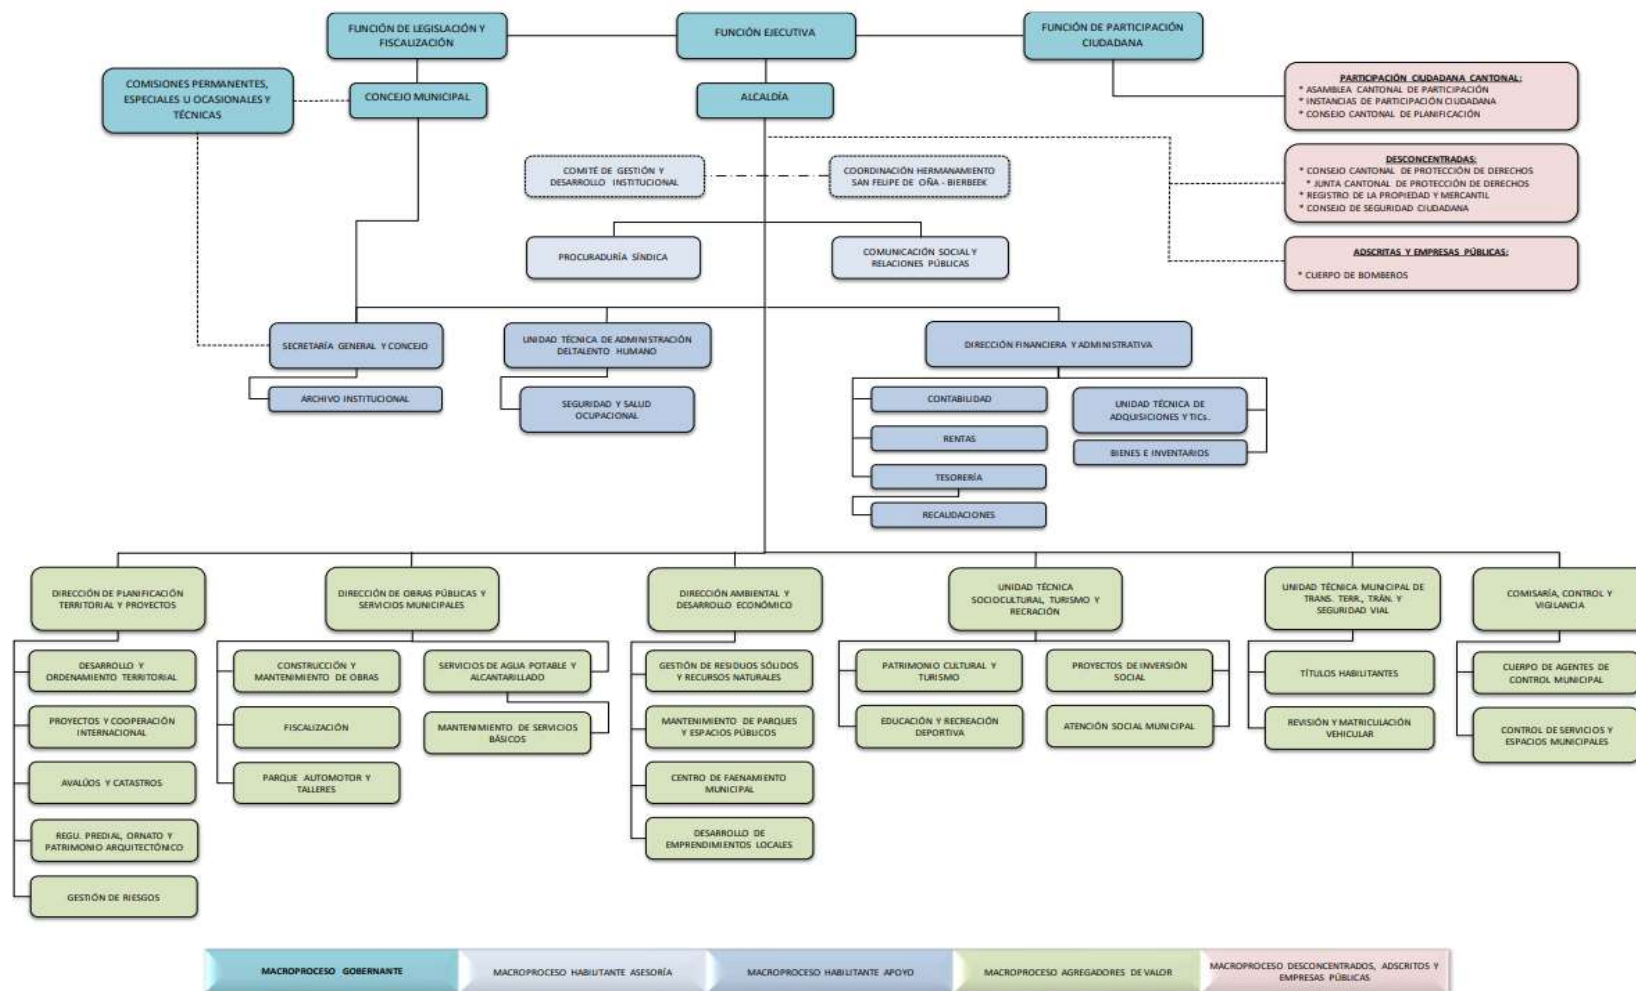 FUNCIÓN DE LEGISLACIÓN Y
FISCALIZACIÓN
FUNCIÓN EJECUTIVA
FUNCIÓN DE PARTICIPACIÓN
CIUDADANA
COMISIONES PERMANENTES,
ESPECIALES U OCASIONALES Y
TÉCNICAS
CONCEJO MUNICIPAL
ALCALDÍA
PARTICIPACIÓN CIUDADANA CANTONAL:
* ASAMBLEA CANTONAL DE PARTICIPACIÓN
* INSTANCIAS DE PARTICIPACIÓN CIUDADANA
* CONSEJO CANTONAL DE PLANIFICACIÓN
DESCONCENTRADAS:
* CONSEJO CANTONAL DE PROTECCIÓN DE DERECHOS
* JUNTA CANTONAL DE PROTECCIÓN DE DERECHOS
* REGISTRO DE LA PROPIEDAD Y MERCANTIL
* CONSEJO DE SEGURIDAD CIUDADANA
ADSCRITAS Y EMPRESAS PÚBLICAS:
* CUERPO DE BOMBEROS
COMITÉ DE GESTIÓN Y
DESARROLLO INSTITUCIONAL
COORDINACIÓN HERMANAMIENTO
SAN FELIPE DE OÑA - BIERBEEK
PROCURADURÍA SÍNDICA
COMUNICACIÓN SOCIAL Y
RELACIONES PÚBLICAS
SECRETARÍA GENERAL Y CONCEJO
ARCHIVO INSTITUCIONAL
UNIDAD TÉCNICA DE ADMINISTRACIÓN
DELTALENTO HUMANO
SEGURIDAD Y SALUD
OCUPACIONAL
DIRECCIÓN FINANCIERA Y ADMINISTRATIVA
CONTABILIDAD
RENTAS
TESORERÍA
RECAUDACIONES
UNIDAD TÉCNICA DE
ADQUISICIONES Y TICs.
BIENES E INVENTARIOS
DIRECCIÓN DE PLANIFICACIÓN
TERRITORIAL Y PROYECTOS
DESARROLLO Y
ORDENAMIENTO TERRITORIAL
PROYECTOS Y COOPERACIÓN
INTERNACIONAL
AVALÚOS Y CATASTROS
REGU. PREDIAL, ORNATO Y
PATRIMONIO ARQUITECTÓNICO
GESTIÓN DE RIESGOS
DIRECCIÓN DE OBRAS PÚBLICAS Y
SERVICIOS MUNICIPALES
CONSTRUCCIÓN Y
MANTENIMIENTO DE OBRAS
FISCALIZACIÓN
PARQUE AUTOMOTOR Y
TALLERES
SERVICIOS DE AGUA POTABLE Y
ALCANTARILLADO
MANTENIMIENTO DE SERVICIOS
BÁSICOS
DIRECCIÓN AMBIENTAL Y
DESARROLLO ECONÓMICO
GESTIÓN DE RESIDUOS SÓLIDOS
Y RECURSOS NATURALES
MANTENIMIENTO DE PARQUES
Y ESPACIOS PÚBLICOS
CENTRO DE FAENAMIENTO
MUNICIPAL
DESARROLLO DE
EMPRENDIMIENTOS LOCALES
UNIDAD TÉCNICA
SOCIOCULTURAL, TURISMO Y
RECRACIÓN
PATRIMONIO CULTURAL Y
TURISMO
EDUCACIÓN Y RECREACIÓN
DEPORTIVA
PROYECTOS DE INVERSIÓN
SOCIAL
ATENCIÓN SOCIAL MUNICIPAL
UNIDAD TÉCNICA MUNICIPAL DE
TRANS. TERR., TRÁN. Y
SEGURIDAD VIAL
TÍTULOS HABILITANTES
REVISIÓN Y MATRICULACIÓN
VEHICULAR
COMISARÍA, CONTROL Y
VIGILANCIA
CUERPO DE AGENTES DE
CONTROL MUNICIPAL
CONTROL DE SERVICIOS Y
ESPACIOS MUNICIPALES
MACROPROCESO GOBERNANTE
MACROPROCESO HABILITANTE ASESORÍA
MACROPROCESO HABILITANTE APOYO
MACROPROCESO AGREGADORES DE VALOR
MACROPROCESO DESCONCENTRADOS, ADSCRITOS Y
EMPRESAS PÚBLICAS